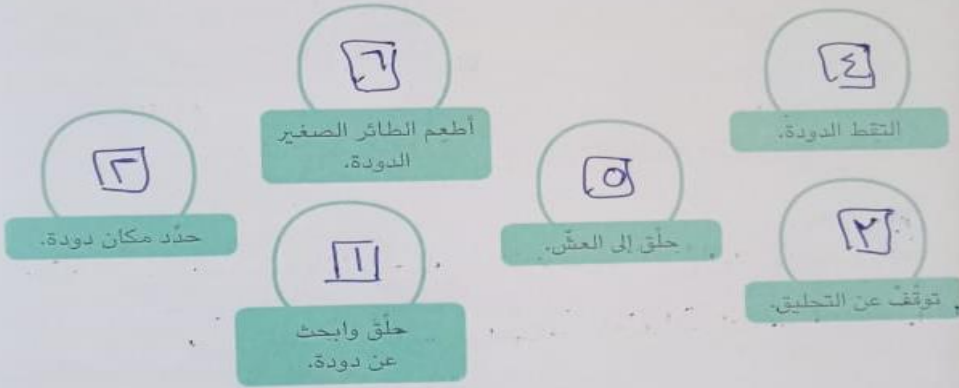 ٤
التقط الدودة.
٦
أطعِم الطائر الصغير
الدودة.
٥
حلِّق إلى العشّ.
٢
حدِّد مكان دودة.
٣
توقَّفْ عن التحليق.
١
حلِّقْ وابحث
عن دودة.